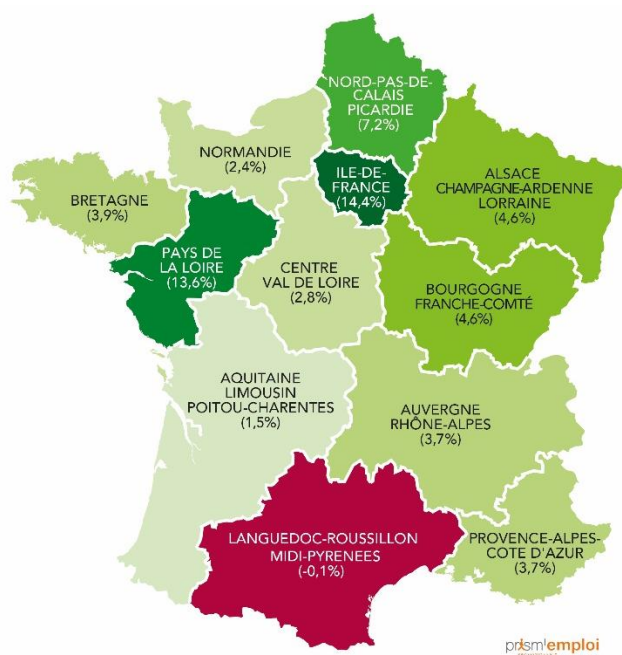 NORD-PAS-DE-
CALAIS
PICARDIE
(7,2%)
NORMANDIE
(2,4%)
ILE-DE-
FRANCE
(14,4%)
ALSACE
CHAMPAGNE-ARDENNE
LORRAINE
(4,6%)
BRETAGNE
(3,9%)
PAYS DE
LA LOIRE
(13,6%)
CENTRE
VAL DE LOIRE
(2,8%)
BOURGOGNE
FRANCHE-COMTÉ
(4,6%)
AQUITAINE
LIMOUSIN
POITOU-CHARENTES
(1,5%)
AUVERGNE
RHÔNE-ALPES
(3,7%)
LANGUEDOC-ROUSSILLON
MIDI-PYRENEES
(-0,1%)
PROVENCE-ALPES-
COTE D'AZUR
(3,7%)
prism'emploi